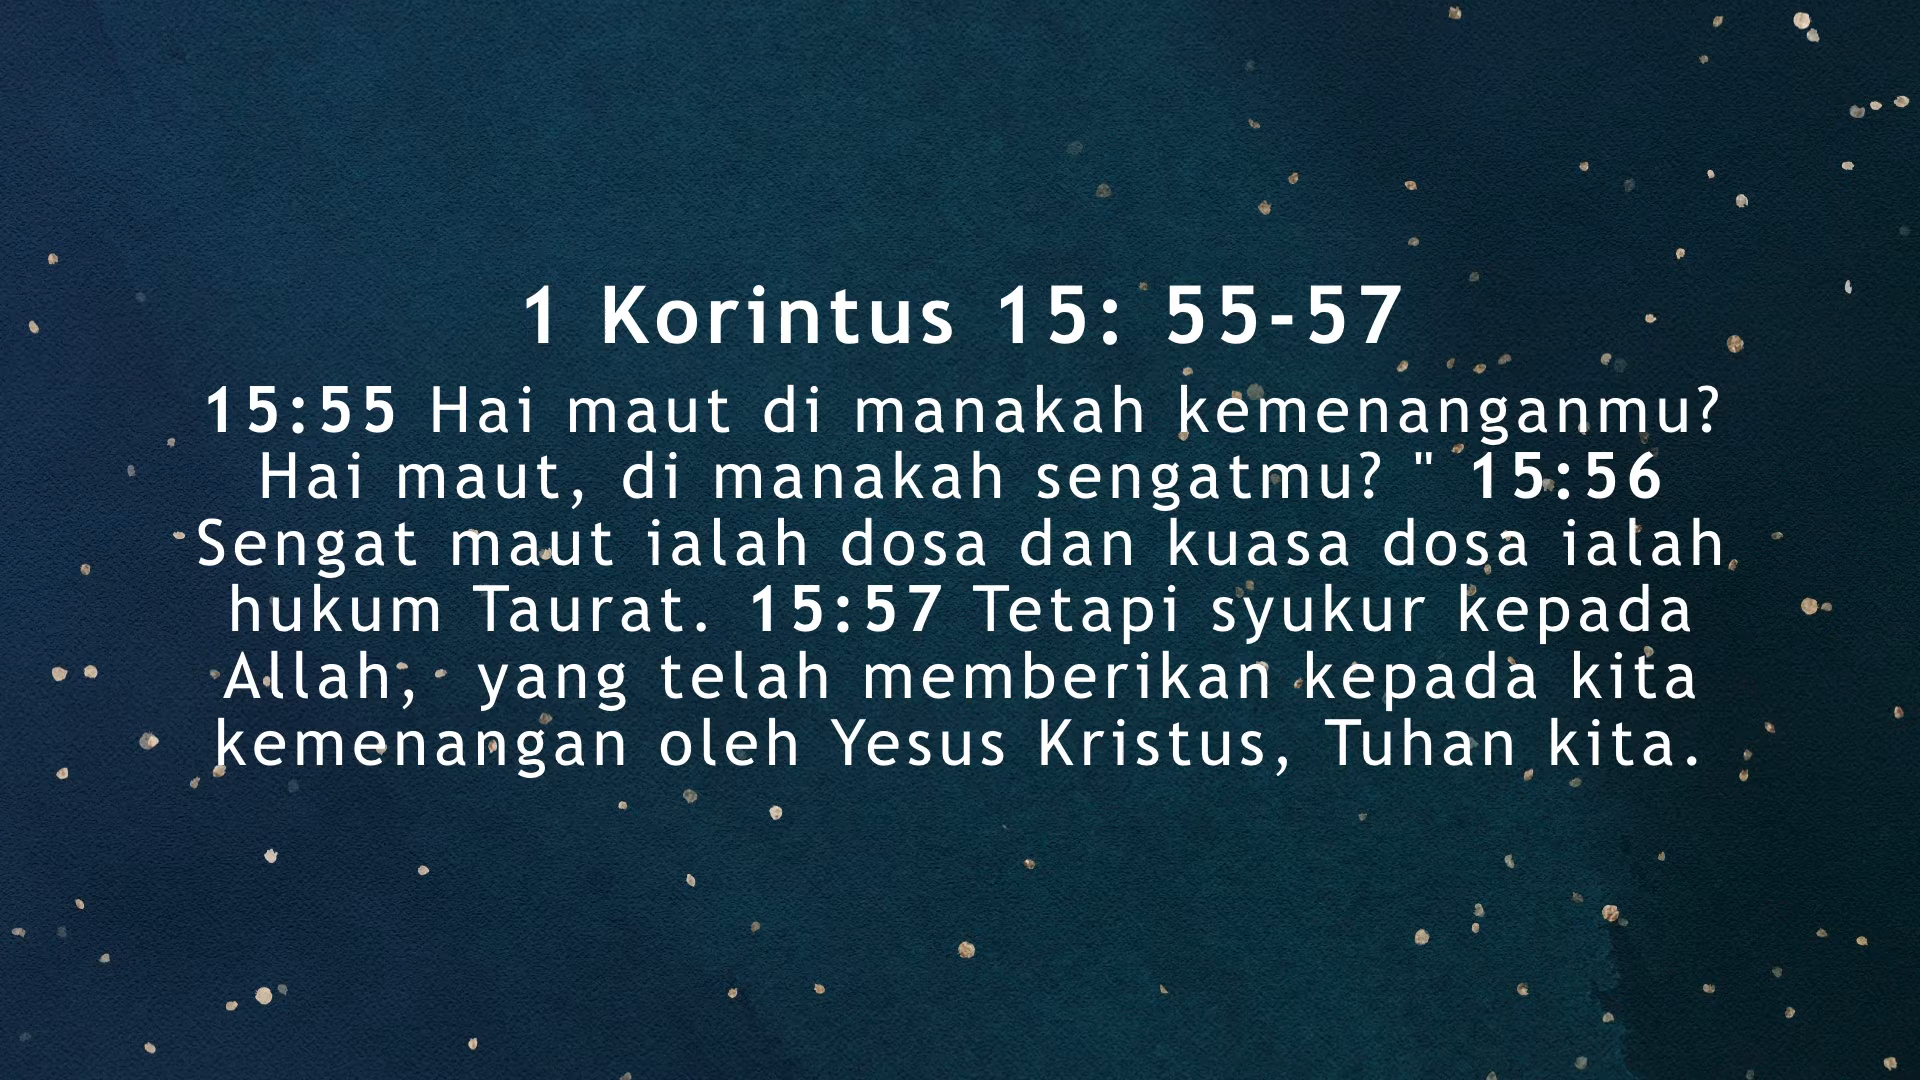 1 Korintus 15: 55-57
15:55 Hai maut di manakah kemenanganmu?
Hai maut, di manakah sengatmu? " 15:56
Sengat maut ialah dosa dan kuasa dosa ialah
hukum Taurat. 15:57 Tetapi syukur kepada
Allah, yang telah memberikan kepada kita
kemenangan oleh Yesus Kristus, Tuhan kita.